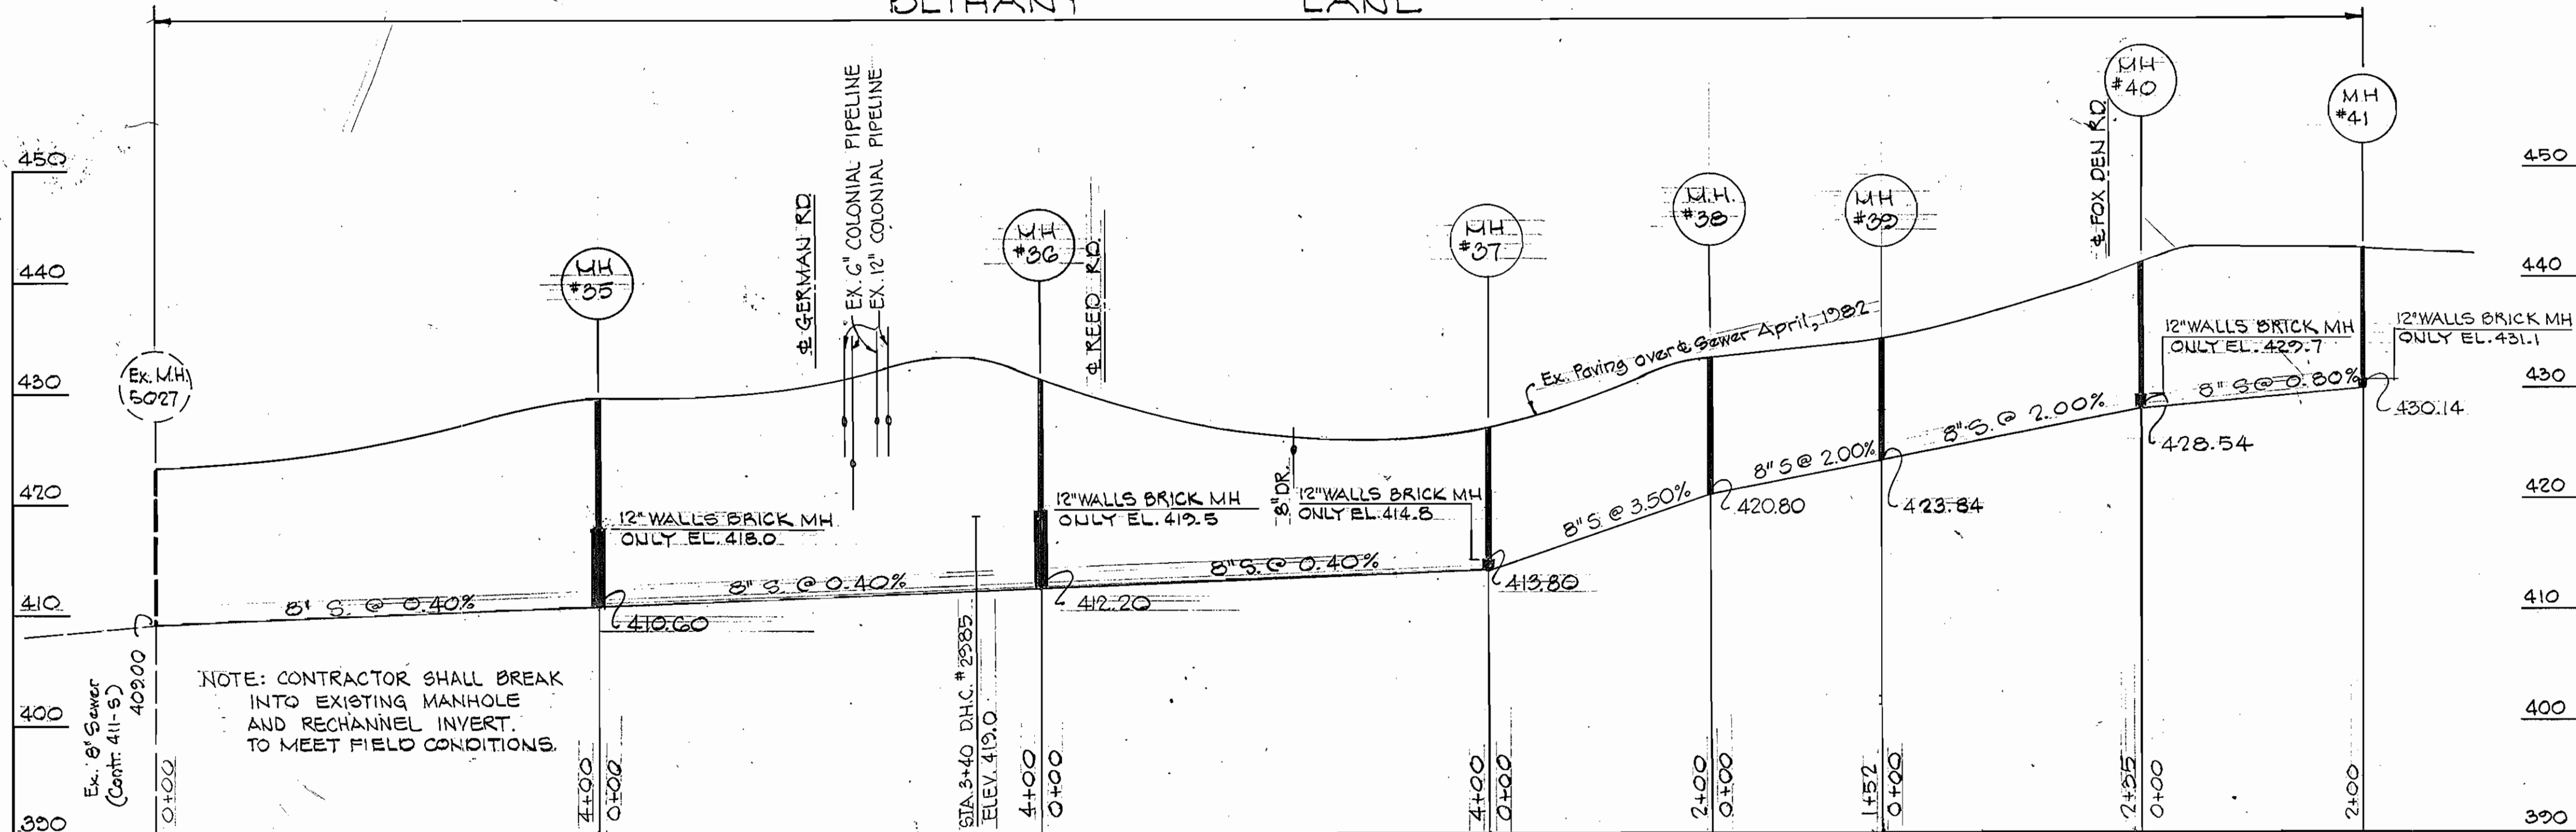 BETHANY LANE
450
440
430
420
410
400
390
450
440
430
420
410
400
390
Ex. M.H.
5027
MH
#35
MH
#36
MH
#37
M.H.
#38
MH
#39
MH
#40
M.H
#41
℄ GERMAN RD.
EX. 6" COLONIAL PIPELINE
EX. 12" COLONIAL PIPELINE
℄ REED RD.
℄ FOX DEN RD.
Ex. Paving over ℄ Sewer April, 1982
12" WALLS BRICK MH
ONLY EL. 418.0
12" WALLS BRICK MH
ONLY EL. 419.5
8" DR.
12" WALLS BRICK MH
ONLY EL. 414.8
12" WALLS BRICK MH
ONLY EL. 429.7
12" WALLS BRICK MH
ONLY EL. 431.1
8" S. @ 0.40%
8" S. @ 0.40%
8" S. @ 0.40%
8" S. @ 3.50%
8" S @ 2.00%
8" S. @ 2.00%
8" S @ 0.80%
409.00
410.60
412.20
413.80
420.80
423.84
428.54
430.14
Ex. 8" Sewer
(Contr. 411-S)
NOTE: CONTRACTOR SHALL BREAK
INTO EXISTING MANHOLE
AND RECHANNEL INVERT.
TO MEET FIELD CONDITIONS.
STA. 3+40 D.H.C. #2985
ELEV. 419.0
0+00
4+00
0+00
4+00
0+00
4+00
0+00
2+00
0+00
1+52
0+00
2+35
0+00
2+00